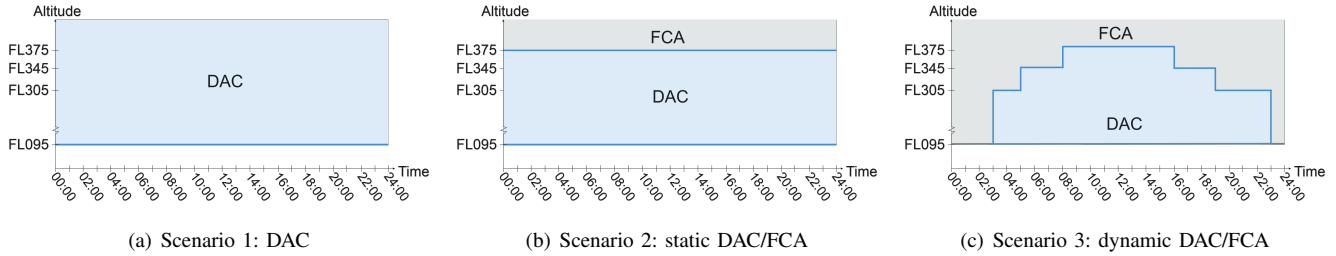 Altitude
FL375
FL345
FL305
FL095
DAC
Time
00:00
02:00
04:00
06:00
08:00
10:00
12:00
14:00
16:00
18:00
20:00
22:00
24:00
(a) Scenario 1: DAC
Altitude
FL375
FL345
FL305
FL095
FCA
DAC
Time
00:00
02:00
04:00
06:00
08:00
10:00
12:00
14:00
16:00
18:00
20:00
22:00
24:00
(b) Scenario 2: static DAC/FCA
Altitude
FL375
FL345
FL305
FL095
FCA
DAC
Time
00:00
02:00
04:00
06:00
08:00
10:00
12:00
14:00
16:00
18:00
20:00
22:00
24:00
(c) Scenario 3: dynamic DAC/FCA